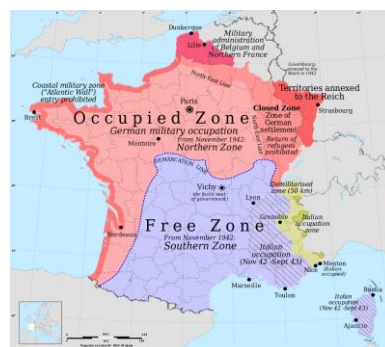 Dunkerque
Lille
Military
administration
of Belgium and
Northern France
Luxembourg
annexed to the
Reich in 1942
Coastal military zone
("Atlantic Wall")
entry prohibited
North-East Line
Territories annexed
to the Reich
Strasbourg
Paris
Brest
Occupied Zone
German military occupation
From November 1942:
Northern Zone
Montoire
Closed Zone
Zone of
German
settlement
Return of
refugees
prohibited
North-East Line
DEMARCATION LINE
Demilitarised
zone (50 km)
Vichy
(de facto seat
of government)
Lyon
Free Zone
From November 1942:
Southern Zone
Bordeaux
Grenoble
Italian
occupation
zone
Italian
occupation
(Nov 42 -Sept 43)
Menton
(Italian
occupied)
Nice
Marseille
Toulon
Italian
occupation
(Nov 42 -Sept 43)
Bastia
Ajaccio